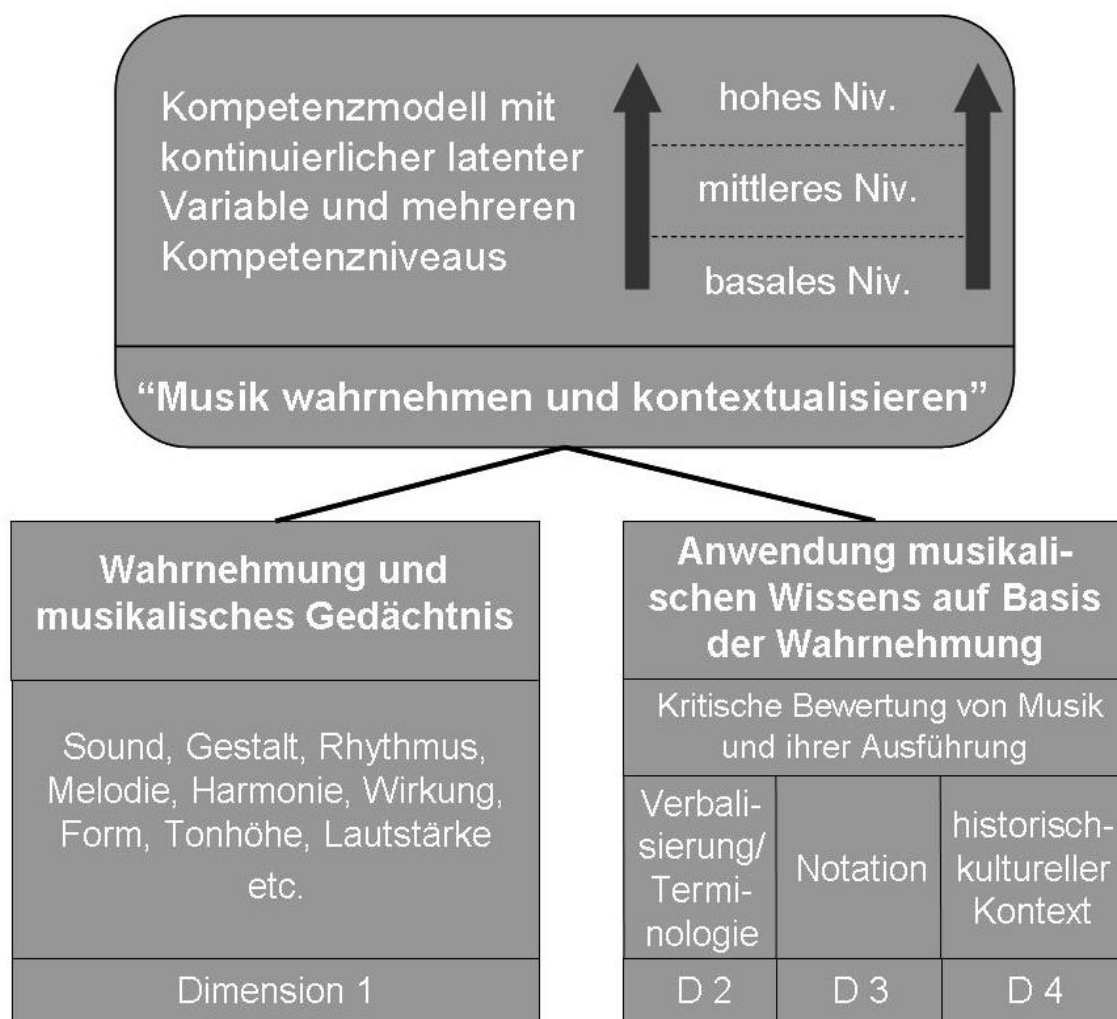 Kompetenzmodell mit
kontinuierlicher latenter
Variable und mehreren
Kompetenzniveaus
hohes Niv.
mittleres Niv.
basales Niv.
“Musik wahrnehmen und kontextualisieren”
Wahrnehmung und
musikalisches Gedächtnis
Sound, Gestalt, Rhythmus,
Melodie, Harmonie, Wirkung,
Form, Tonhöhe, Lautstärke
etc.
Dimension 1
Anwendung musikali-
schen Wissens auf Basis
der Wahrnehmung
Kritische Bewertung von Musik
und ihrer Ausführung
Verbali-
sierung/
Termi-
nologie
Notation
historisch-
kultureller
Kontext
D 2
D 3
D 4